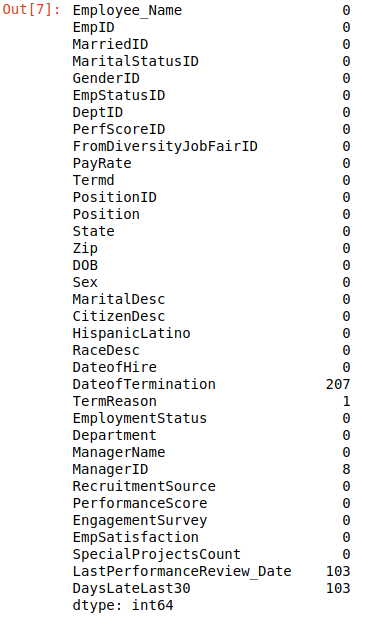 Out[7]: Employee_Name 0
EmpID 0
MarriedID 0
MaritalStatusID 0
GenderID 0
EmpStatusID 0
DeptID 0
PerfScoreID 0
FromDiversityJobFairID 0
PayRate 0
Termd 0
PositionID 0
Position 0
State 0
Zip 0
DOB 0
Sex 0
MaritalDesc 0
CitizenDesc 0
HispanicLatino 0
RaceDesc 0
DateofHire 0
DateofTermination 207
TermReason 1
EmploymentStatus 0
Department 0
ManagerName 0
ManagerID 8
RecruitmentSource 0
PerformanceScore 0
EngagementSurvey 0
EmpSatisfaction 0
SpecialProjectsCount 0
LastPerformanceReview_Date 103
DaysLateLast30 103
dtype: int64